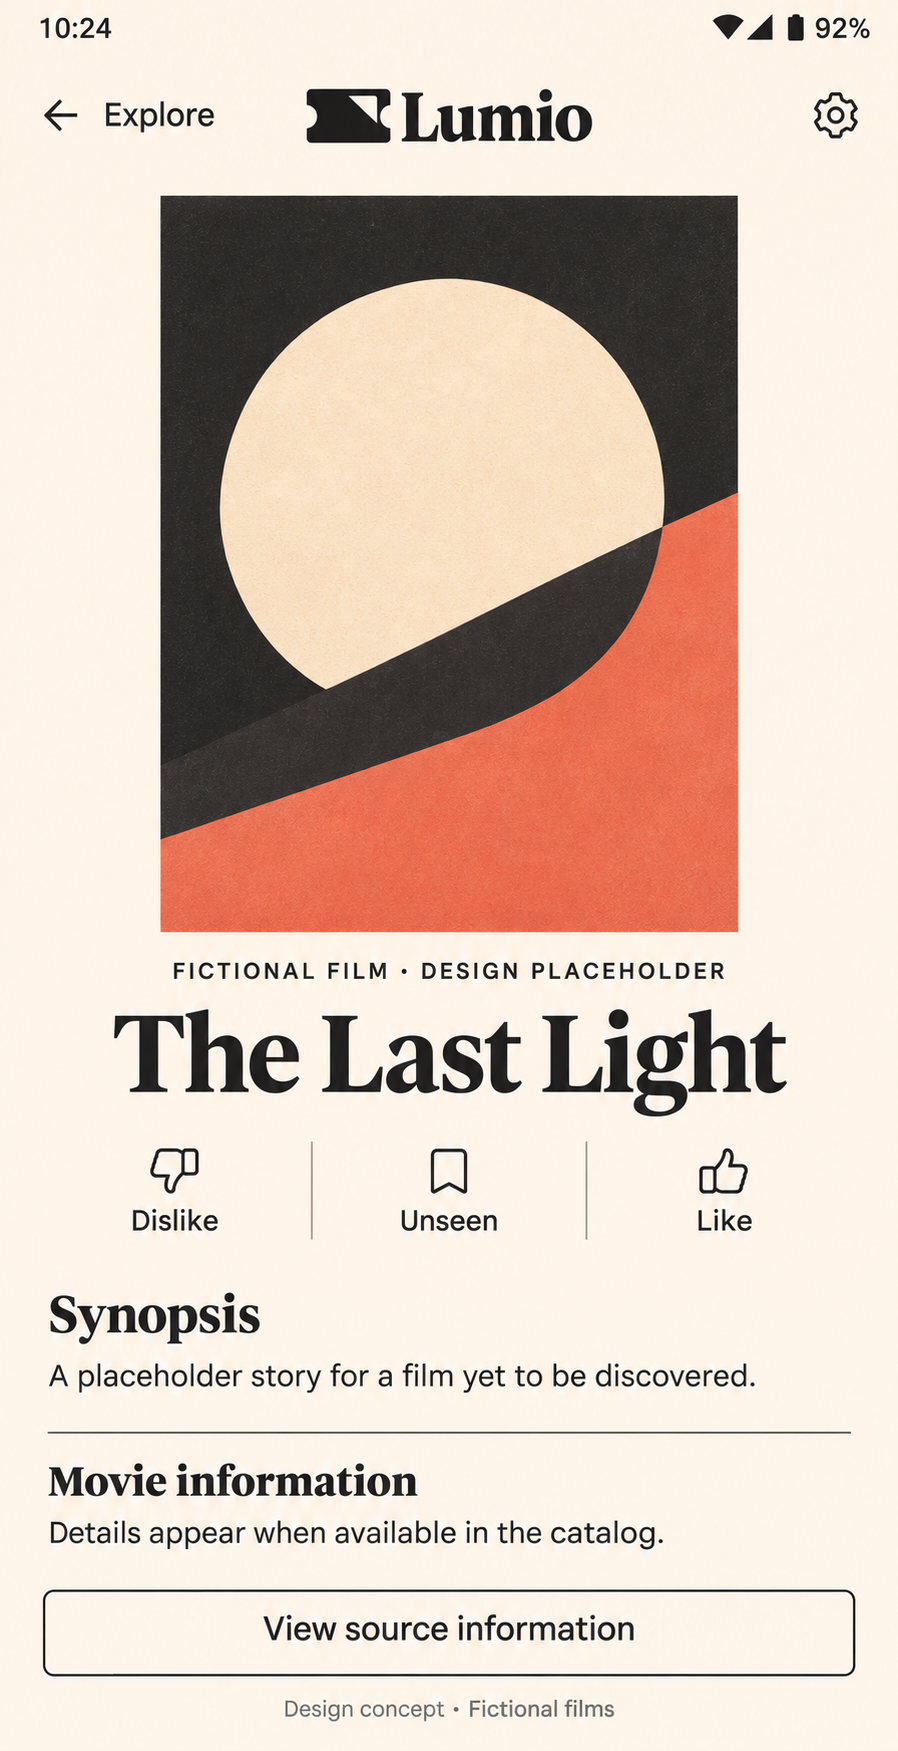 10:24
92%
Explore
Lumio
FICTIONAL FILM • DESIGN PLACEHOLDER
The Last Light
Dislike
Unseen
Like
Synopsis
A placeholder story for a film yet to be discovered.
Movie information
Details appear when available in the catalog.
View source information
Design concept • Fictional films